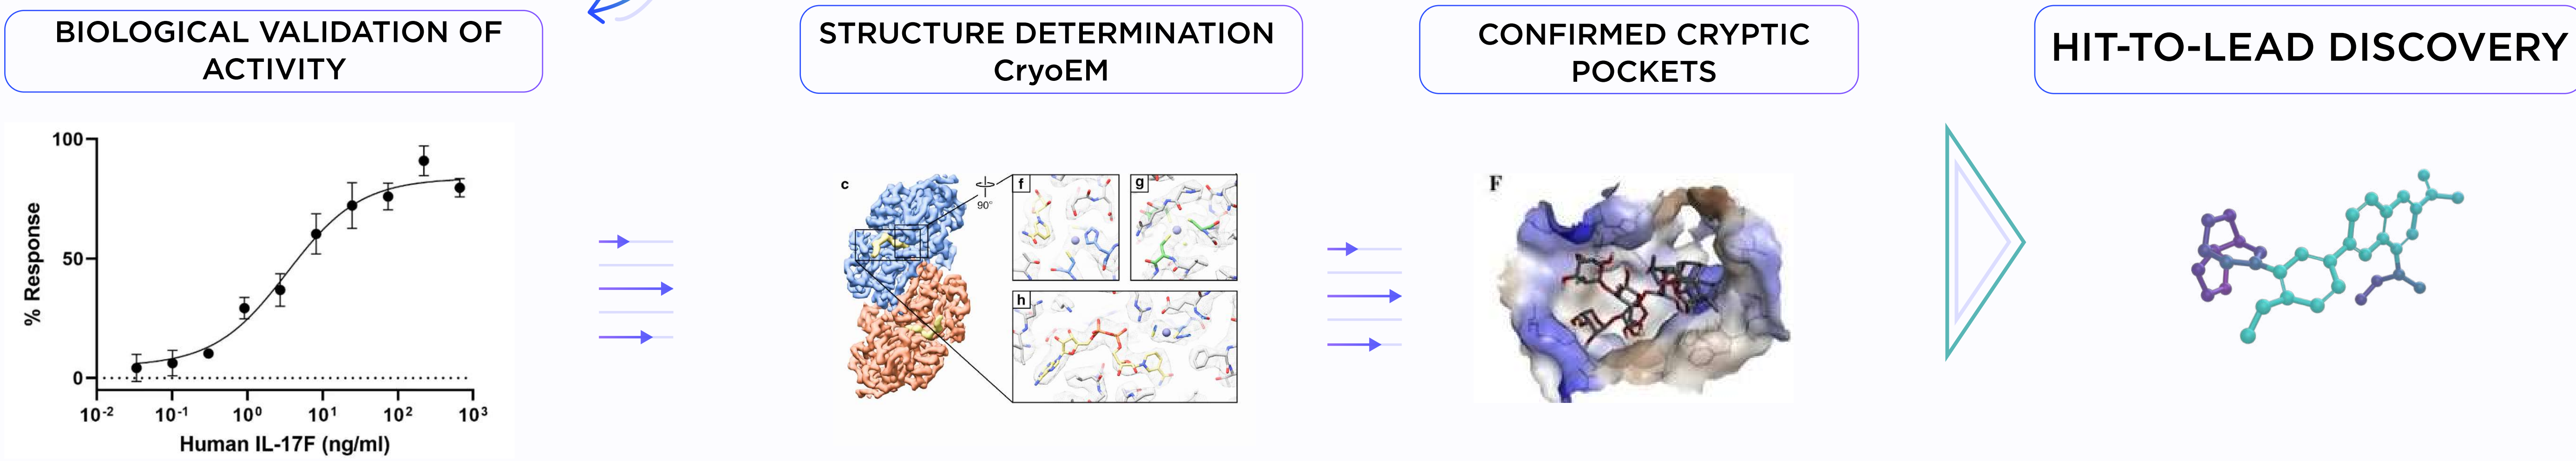 BIOLOGICAL VALIDATION OF
ACTIVITY
STRUCTURE DETERMINATION
CryoEM
CONFIRMED CRYPTIC
POCKETS
HIT-TO-LEAD DISCOVERY
% Response
100
50
0
10-2 10-1 100 101 102 103
Human IL-17F (ng/ml)
c
90°
f
g
h
F